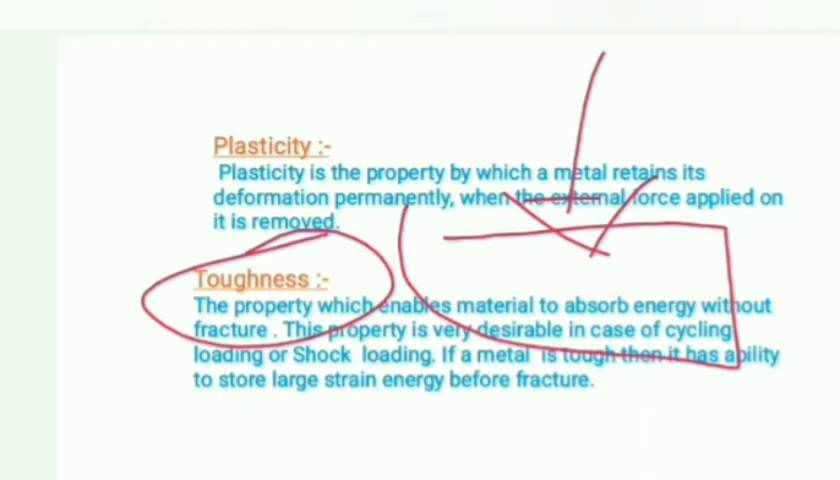 Plasticity :-
Plasticity is the property by which a metal retains its
deformation permanently, when the external force applied on
it is removed.
Toughness :-
The property which enables material to absorb energy without
fracture . This property is very desirable in case of cycling
loading or Shock loading. If a metal is tough then it has ability
to store large strain energy before fracture.